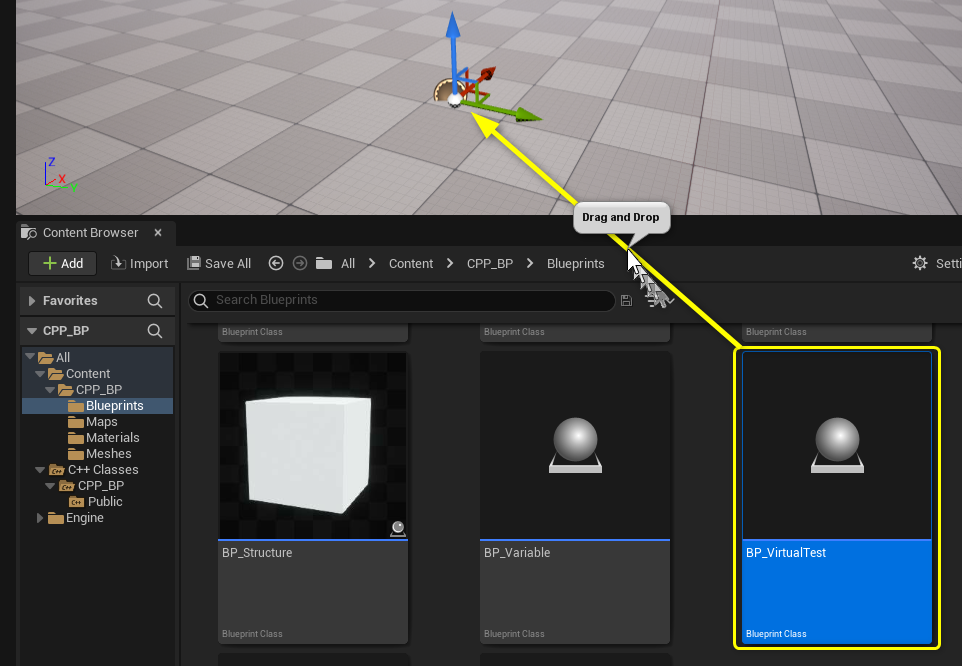 Z
X
Y
Drag and Drop
Content Browser
Add
Import
Save All
All
Content
CPP_BP
Blueprints
Setti
Favorites
Search Blueprints
CPP_BP
Blueprint Class
Blueprint Class
Blueprint Class
All
Content
CPP_BP
Blueprints
Maps
Materials
Meshes
C++ Classes
CPP_BP
Public
Engine
BP_Structure
Blueprint Class
BP_Variable
Blueprint Class
BP_VirtualTest
Blueprint Class